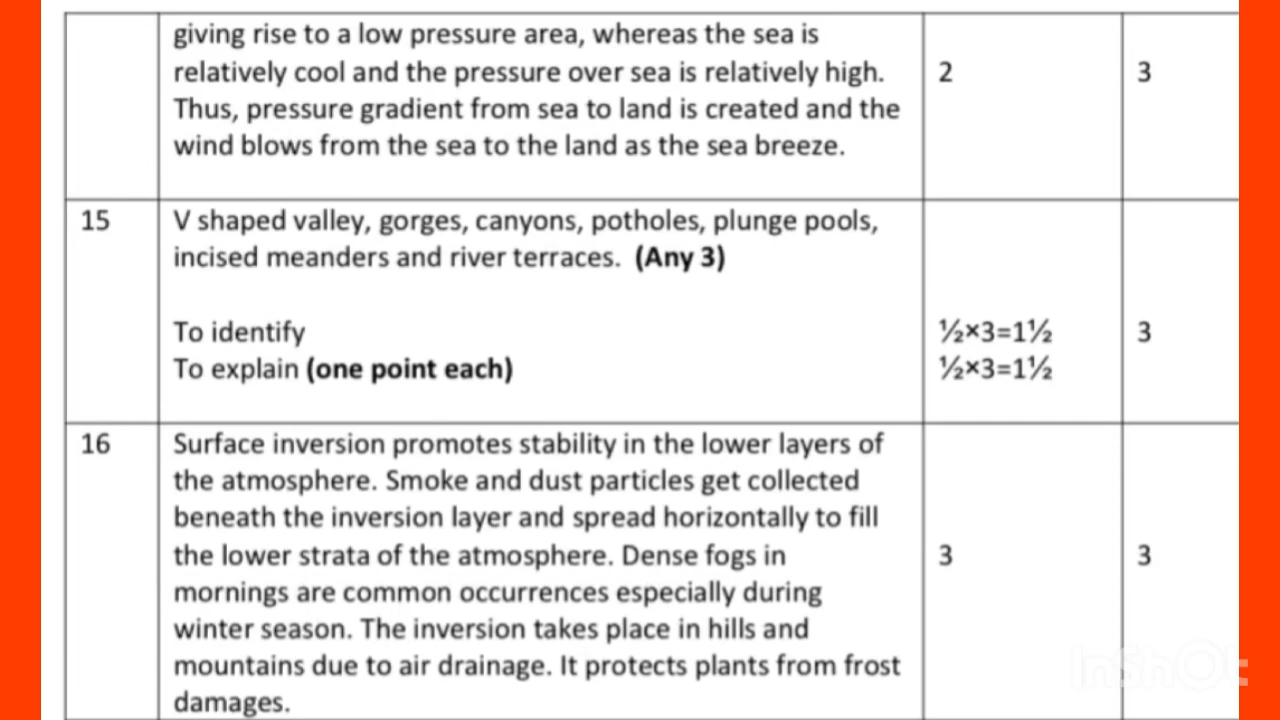 giving rise to a low pressure area, whereas the sea is
relatively cool and the pressure over sea is relatively high.
Thus, pressure gradient from sea to land is created and the
wind blows from the sea to the land as the sea breeze.
2
3
15
V shaped valley, gorges, canyons, potholes, plunge pools,
incised meanders and river terraces. (Any 3)
To identify
To explain (one point each)
½×3=1½
½×3=1½
3
16
Surface inversion promotes stability in the lower layers of
the atmosphere. Smoke and dust particles get collected
beneath the inversion layer and spread horizontally to fill
the lower strata of the atmosphere. Dense fogs in
mornings are common occurrences especially during
winter season. The inversion takes place in hills and
mountains due to air drainage. It protects plants from frost
damages.
3
3
InShOt